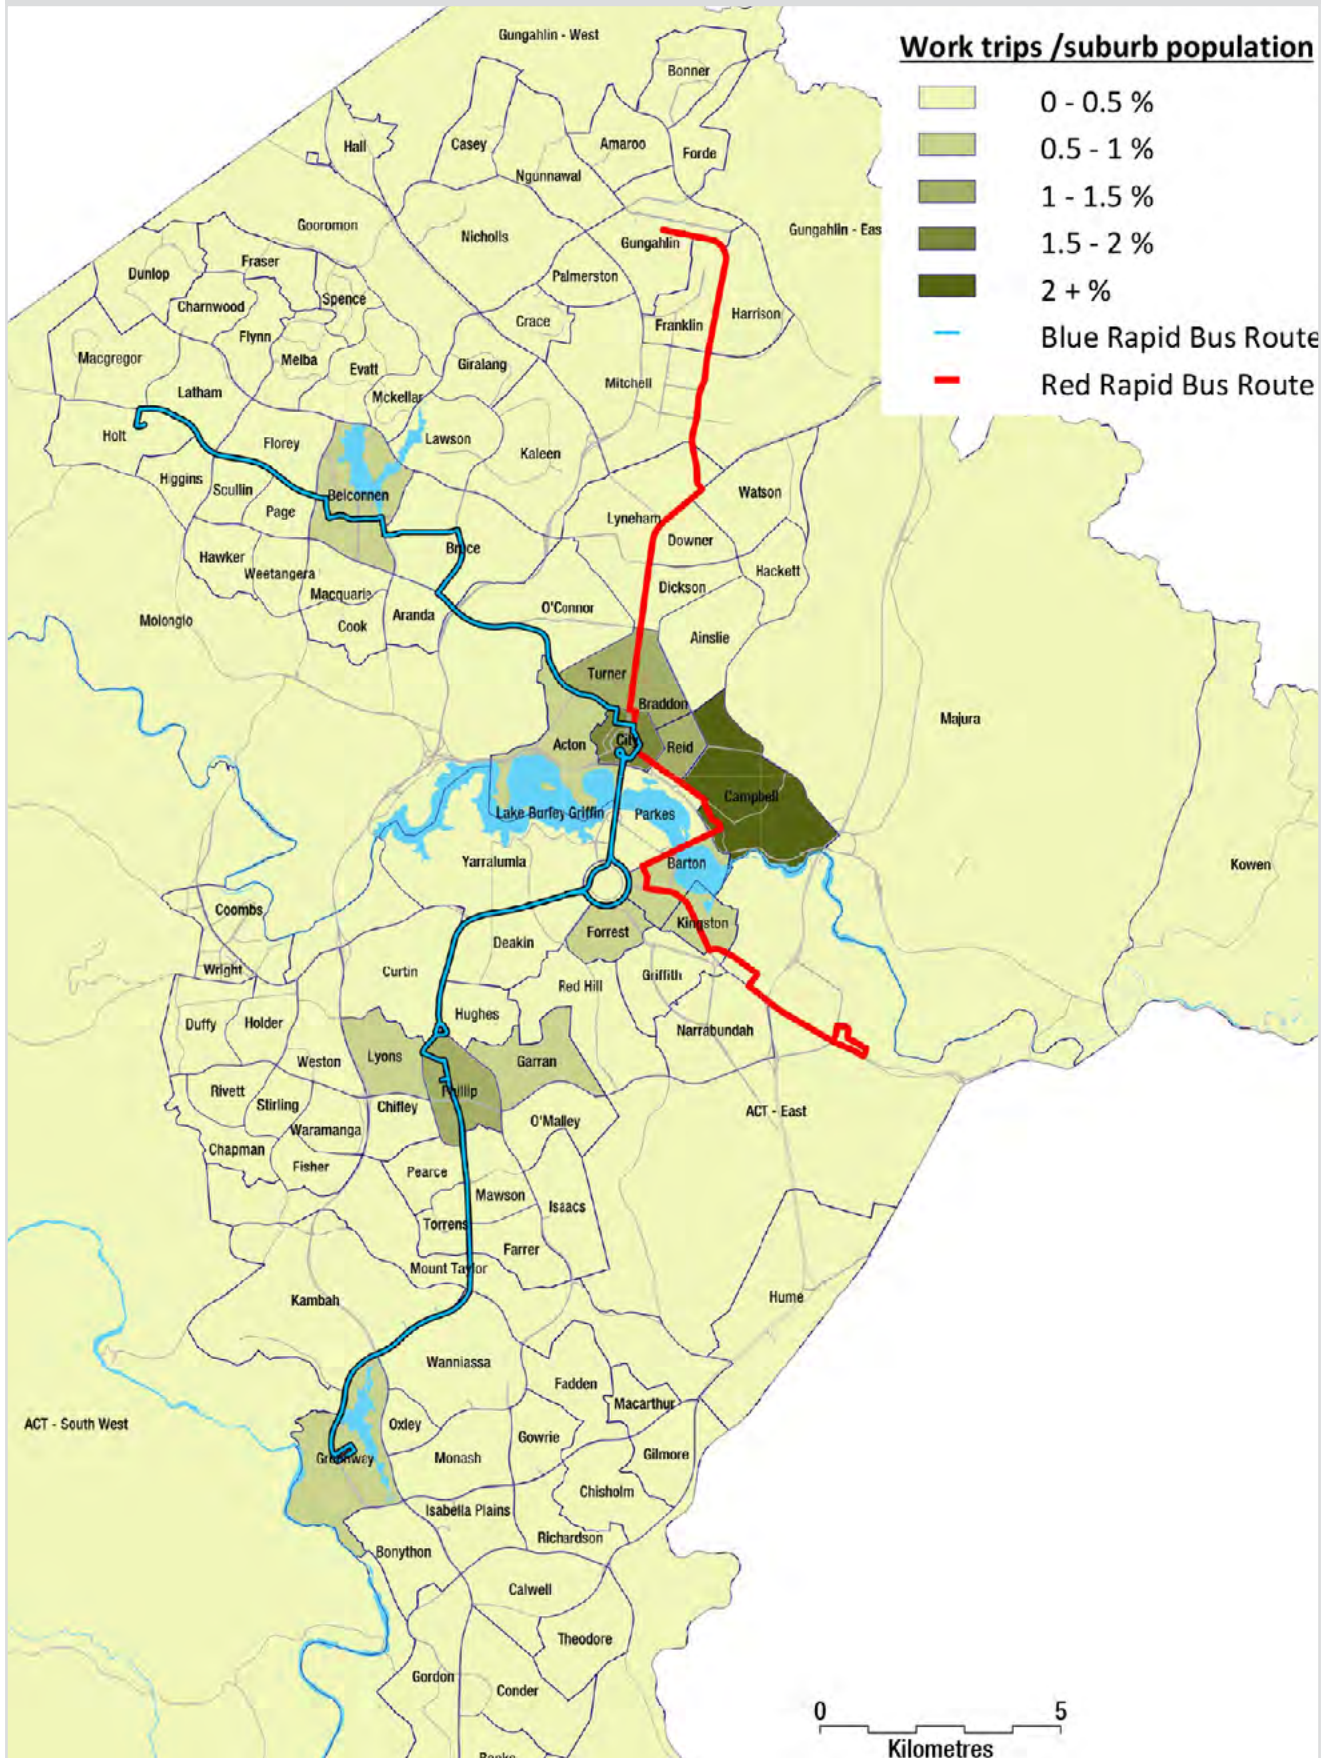 Gungahlin - West
Work trips /suburb population
Bonner
0 - 0.5 %
Hall
Casey
Amaroo
Forde
0.5 - 1 %
Ngunnawal
1 - 1.5 %
Gooromon
Nicholls
Gungahlin
Gungahlin - Eas
1.5 - 2 %
Dunlop
Fraser
Palmerston
2 + %
Charnwood
Spence
Crace
Franklin
Harrison
Flynn
Blue Rapid Bus Route
Macgregor
Melba
Evatt
Giralang
Mitchell
Red Rapid Bus Route
Latham
Mckellar
Holt
Florey
Lawson
Kaleen
Higgins
Scullin
Belconnen
Watson
Page
Lyneham
Downer
Hawker
Bruce
Weetangera
Hackett
Macquarie
Dickson
Molonglo
Cook
Aranda
O'Connor
Ainslie
Turner
Braddon
Majura
Acton
City
Reid
Campbell
Lake Burley Griffin
Parkes
Yarralumla
Barton
Kowen
Coombs
Kingston
Forrest
Deakin
Wright
Curtin
Griffith
Red Hill
Duffy
Holder
Hughes
Narrabundah
Weston
Lyons
Garran
Rivett
Phillip
Stirling
Chifley
ACT - East
Waramanga
O'Malley
Chapman
Fisher
Pearce
Mawson
Isaacs
Torrens
Farrer
Mount Taylor
Kambah
Hume
Wanniassa
Fadden
Macarthur
ACT - South West
Oxley
Gowrie
Greenway
Monash
Gilmore
Chisholm
Isabella Plains
Richardson
Bonython
Calwell
Theodore
Gordon
Conder
0 5
Kilometres